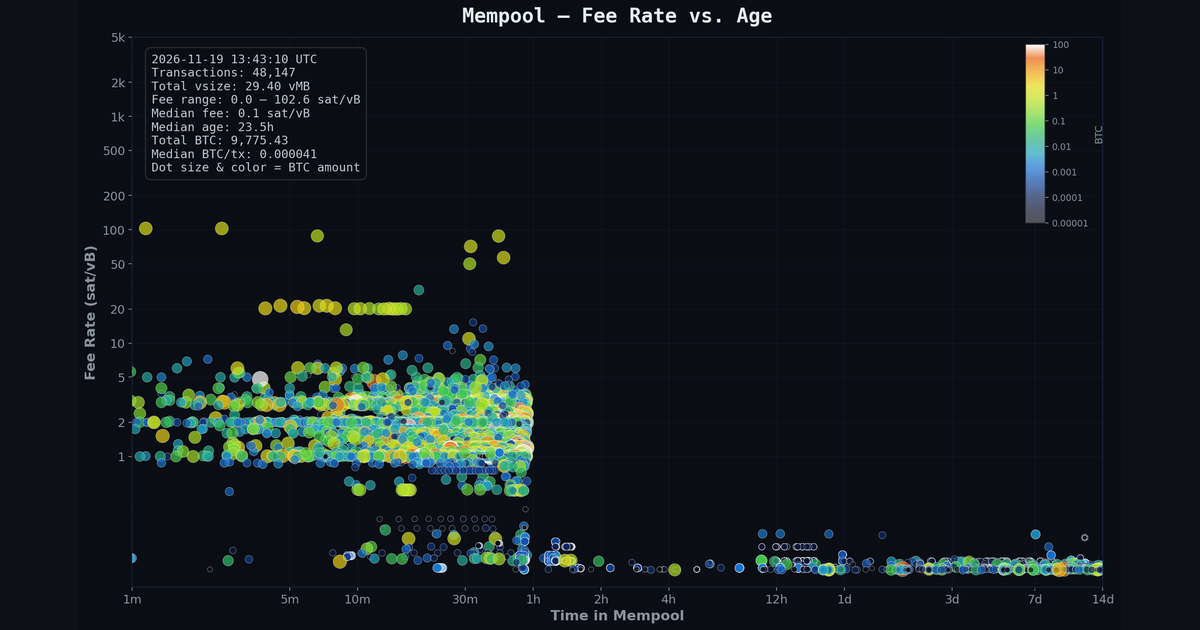 Mempool — Fee Rate vs. Age
2026-11-19 13:43:10 UTC
Transactions: 48,147
Total vsize: 29.40 vMB
Fee range: 0.0 — 102.6 sat/vB
Median fee: 0.1 sat/vB
Median age: 23.5h
Total BTC: 9,775.43
Median BTC/tx: 0.000041
Dot size & color = BTC amount
5k
2k
1k
500
200
100
50
20
10
5
2
1
Fee Rate (sat/vB)
100
10
1
0.1
0.01
0.001
0.0001
0.00001
BTC
1m
5m
10m
30m
1h
2h
4h
12h
1d
3d
7d
14d
Time in Mempool